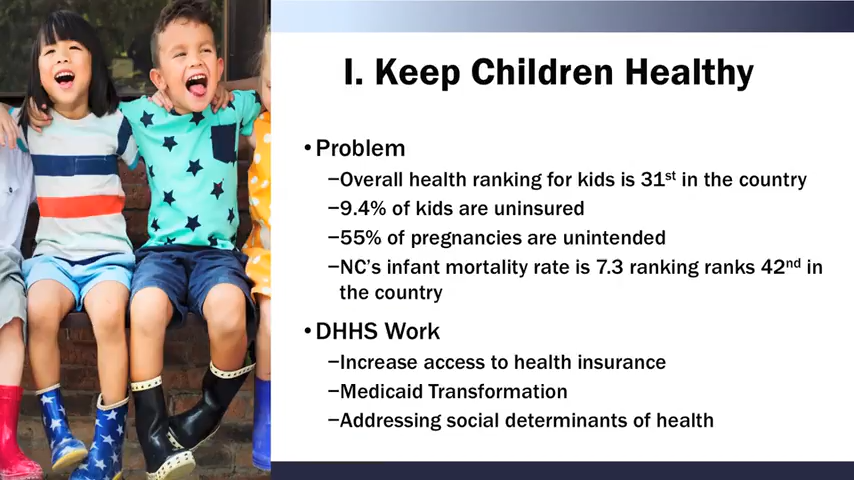 I. Keep Children Healthy
•Problem
–Overall health ranking for kids is 31st in the country
–9.4% of kids are uninsured
–55% of pregnancies are unintended
–NC’s infant mortality rate is 7.3 ranking ranks 42nd in
the country
•DHHS Work
–Increase access to health insurance
–Medicaid Transformation
–Addressing social determinants of health